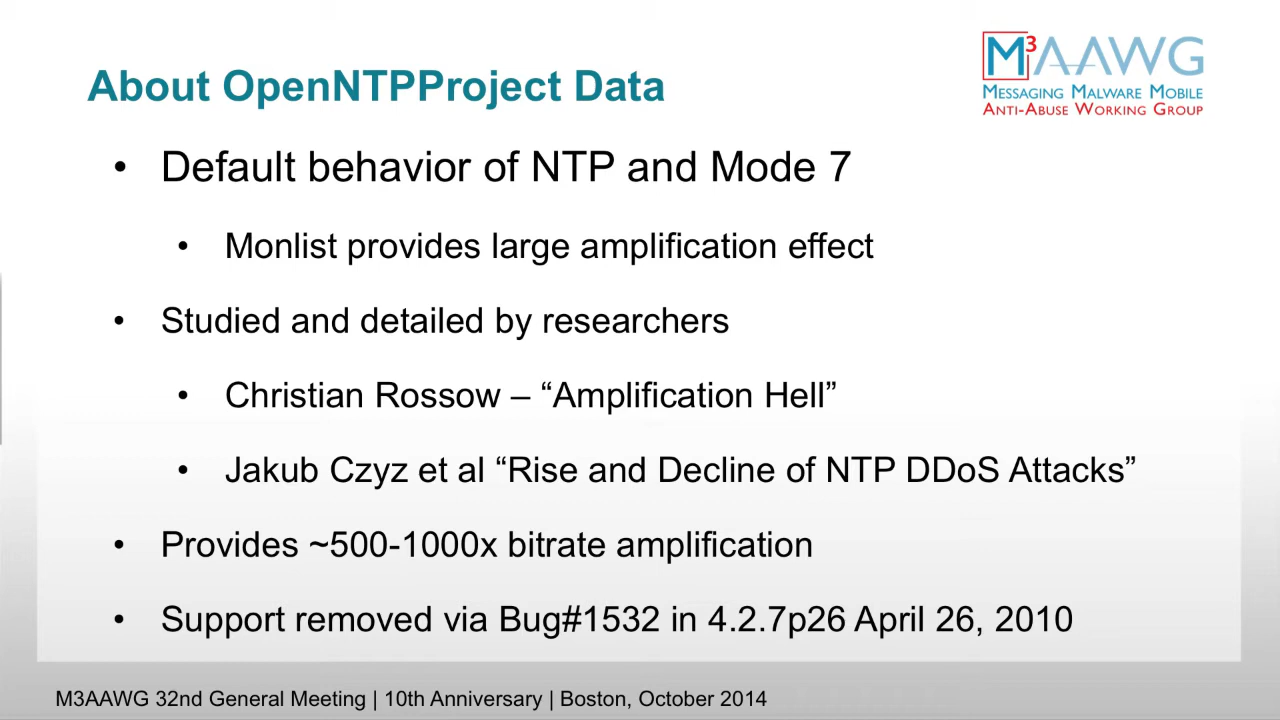 About OpenNTPProject Data
M3AAWG
MESSAGING MALWARE MOBILE
ANTI-ABUSE WORKING GROUP
• Default behavior of NTP and Mode 7
• Monlist provides large amplification effect
• Studied and detailed by researchers
• Christian Rossow – “Amplification Hell”
• Jakub Czyz et al “Rise and Decline of NTP DDoS Attacks”
• Provides ~500-1000x bitrate amplification
• Support removed via Bug#1532 in 4.2.7p26 April 26, 2010
M3AAWG 32nd General Meeting | 10th Anniversary | Boston, October 2014